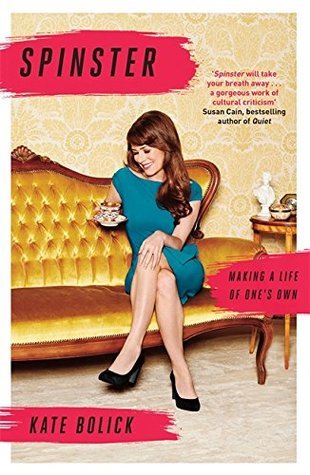 SPINSTER
'Spinster will take
your breath away . . .
a gorgeous work of
cultural criticism'
Susan Cain, bestselling
author of Quiet
MAKING A LIFE
OF ONE'S OWN
KATE BOLICK